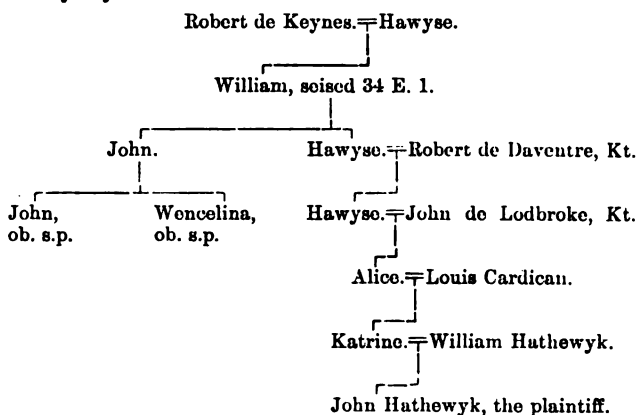 Robert de Keynes.=Hawyse.
William, seised 34 E. 1.
John. Hawyse.=Robert de Daventre, Kt.
John, ob. s.p. Wencelina, ob. s.p. Hawyse.=John de Lodbroke, Kt.
Alice.=Louis Cardican.
Katrine.=William Hathewyk.
John Hathewyk, the plaintiff.